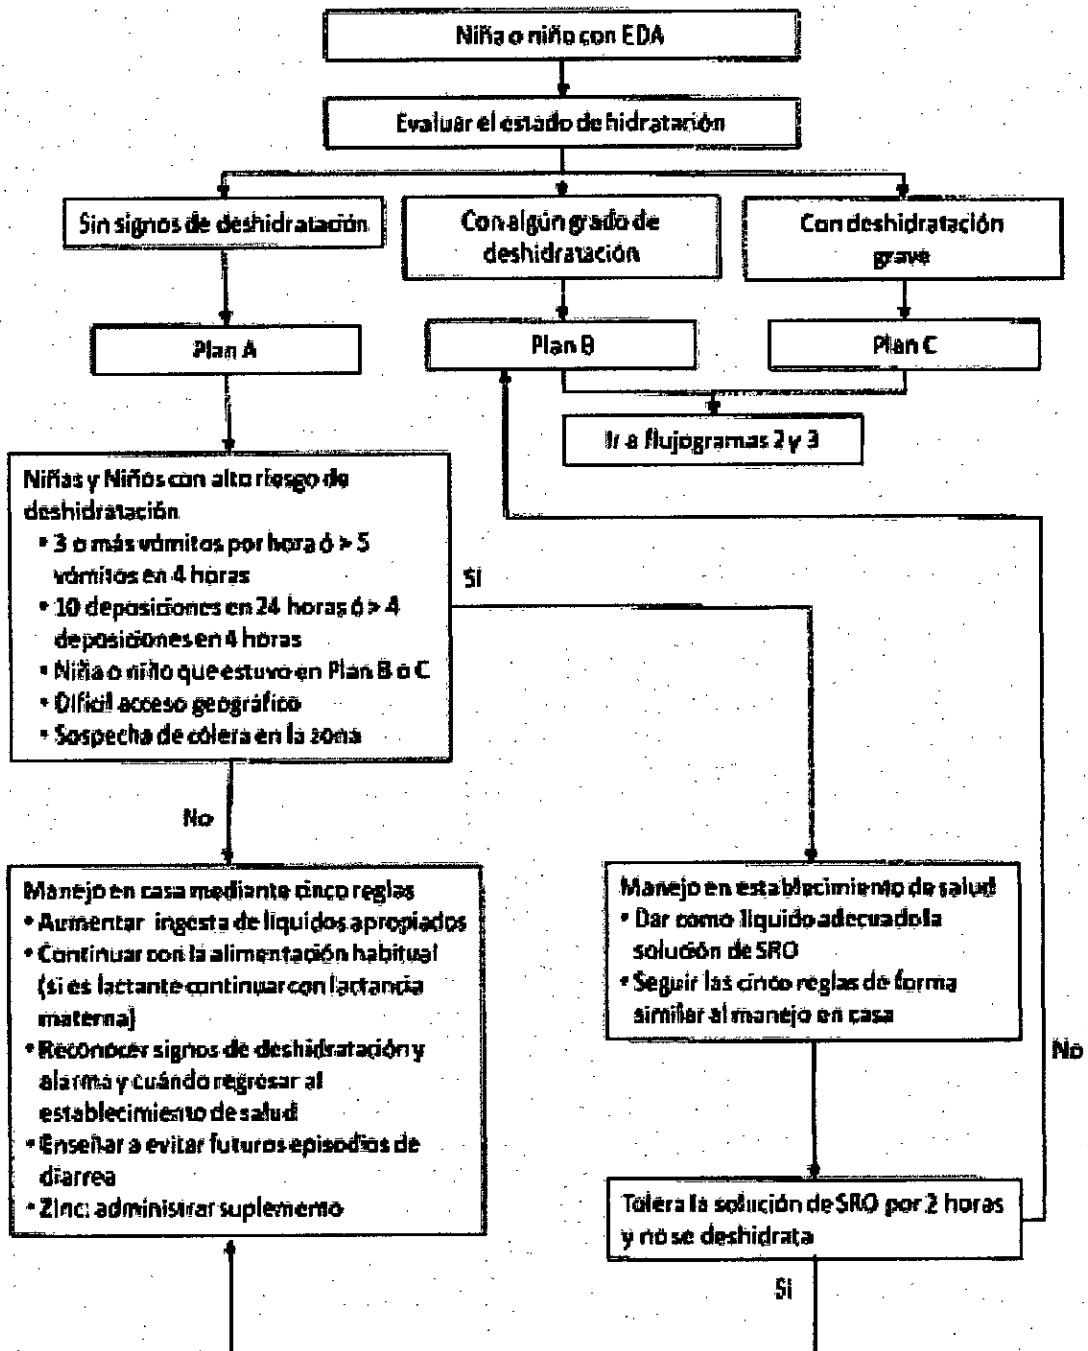 Niña o niño con EDA
Evaluar el estado de hidratación
Sin signos de deshidratación
Con algún grado de
deshidratación
Con deshidratación
grave
Plan A
Plan B
Plan C
Ir a flujogramas 2 y 3
Niñas y Niños con alto riesgo de
deshidratación
• 3 o más vómitos por hora ó > 5
vómitos en 4 horas
• 10 deposiciones en 24 horas ó > 4
deposiciones en 4 horas
• Niña o niño que estuvo en Plan B o C
• Difícil acceso geográfico
• Sospecha de cólera en la zona
SI
No
Manejo en casa mediante cinco reglas
• Aumentar ingesta de líquidos apropiados
• Continuar con la alimentación habitual
(si es lactante continuar con lactancia
materna)
• Reconocer signos de deshidratación y
alarma y cuándo regresar al
establecimiento de salud
• Enseñar a evitar futuros episodios de
diarrea
• Zinc: administrar suplemento
Manejo en establecimiento de salud
• Dar como líquido adecuado la
solución de SRO
• Seguir las cinco reglas de forma
similar al manejo en casa
No
Tolera la solución de SRO por 2 horas
y no se deshidrata
Si